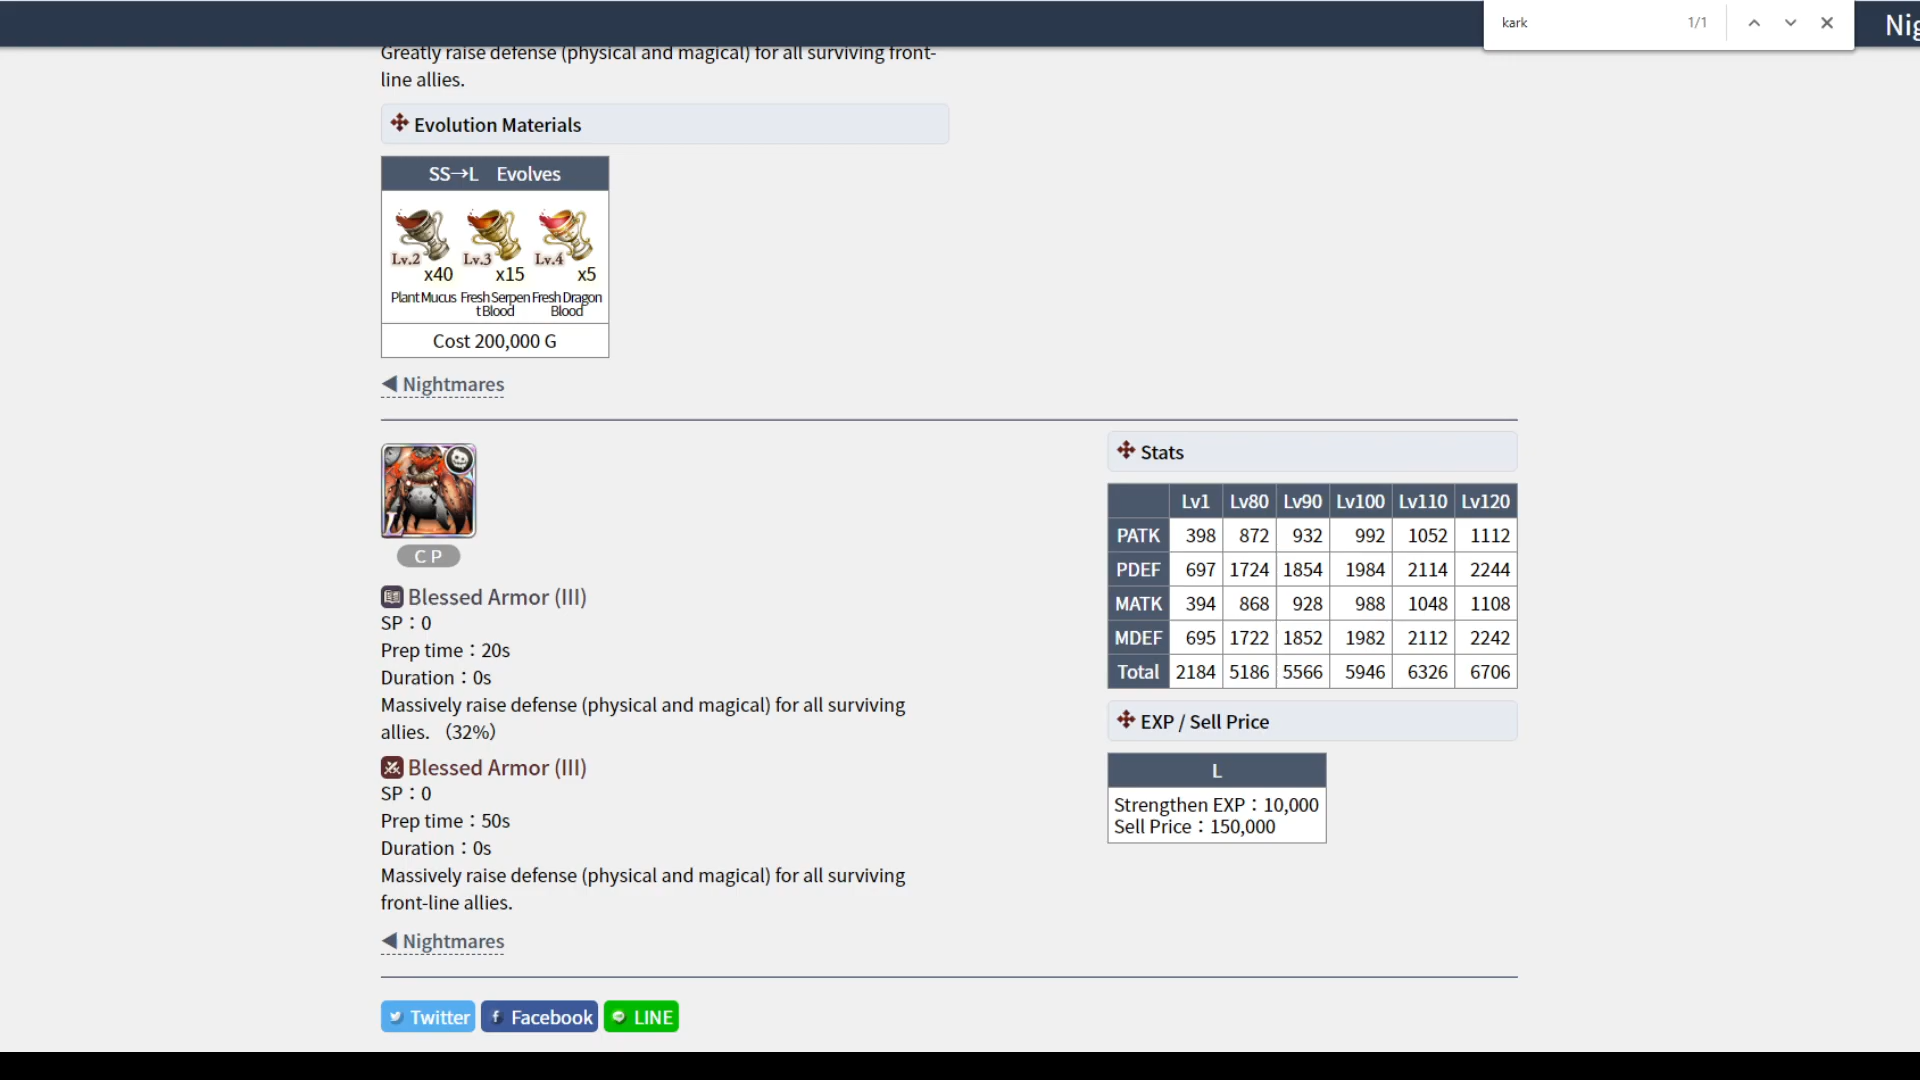 kark 1/1
Nig
Greatly raise defense (physical and magical) for all surviving front-
line allies.
Evolution Materials
SS→L Evolves
Lv.2 Lv.3 Lv.4
x40 x15 x5
Plant Mucus Fresh Serpen Fresh Dragon
t Blood Blood
Cost 200,000 G
◀ Nightmares
L
C P
Blessed Armor (III)
SP：0
Prep time：20s
Duration：0s
Massively raise defense (physical and magical) for all surviving
allies. （32%）
Blessed Armor (III)
SP：0
Prep time：50s
Duration：0s
Massively raise defense (physical and magical) for all surviving
front-line allies.
◀ Nightmares
Stats
Lv1 Lv80 Lv90 Lv100 Lv110 Lv120
PATK 398 872 932 992 1052 1112
PDEF 697 1724 1854 1984 2114 2244
MATK 394 868 928 988 1048 1108
MDEF 695 1722 1852 1982 2112 2242
Total 2184 5186 5566 5946 6326 6706
EXP / Sell Price
L
Strengthen EXP：10,000
Sell Price：150,000
Twitter Facebook LINE